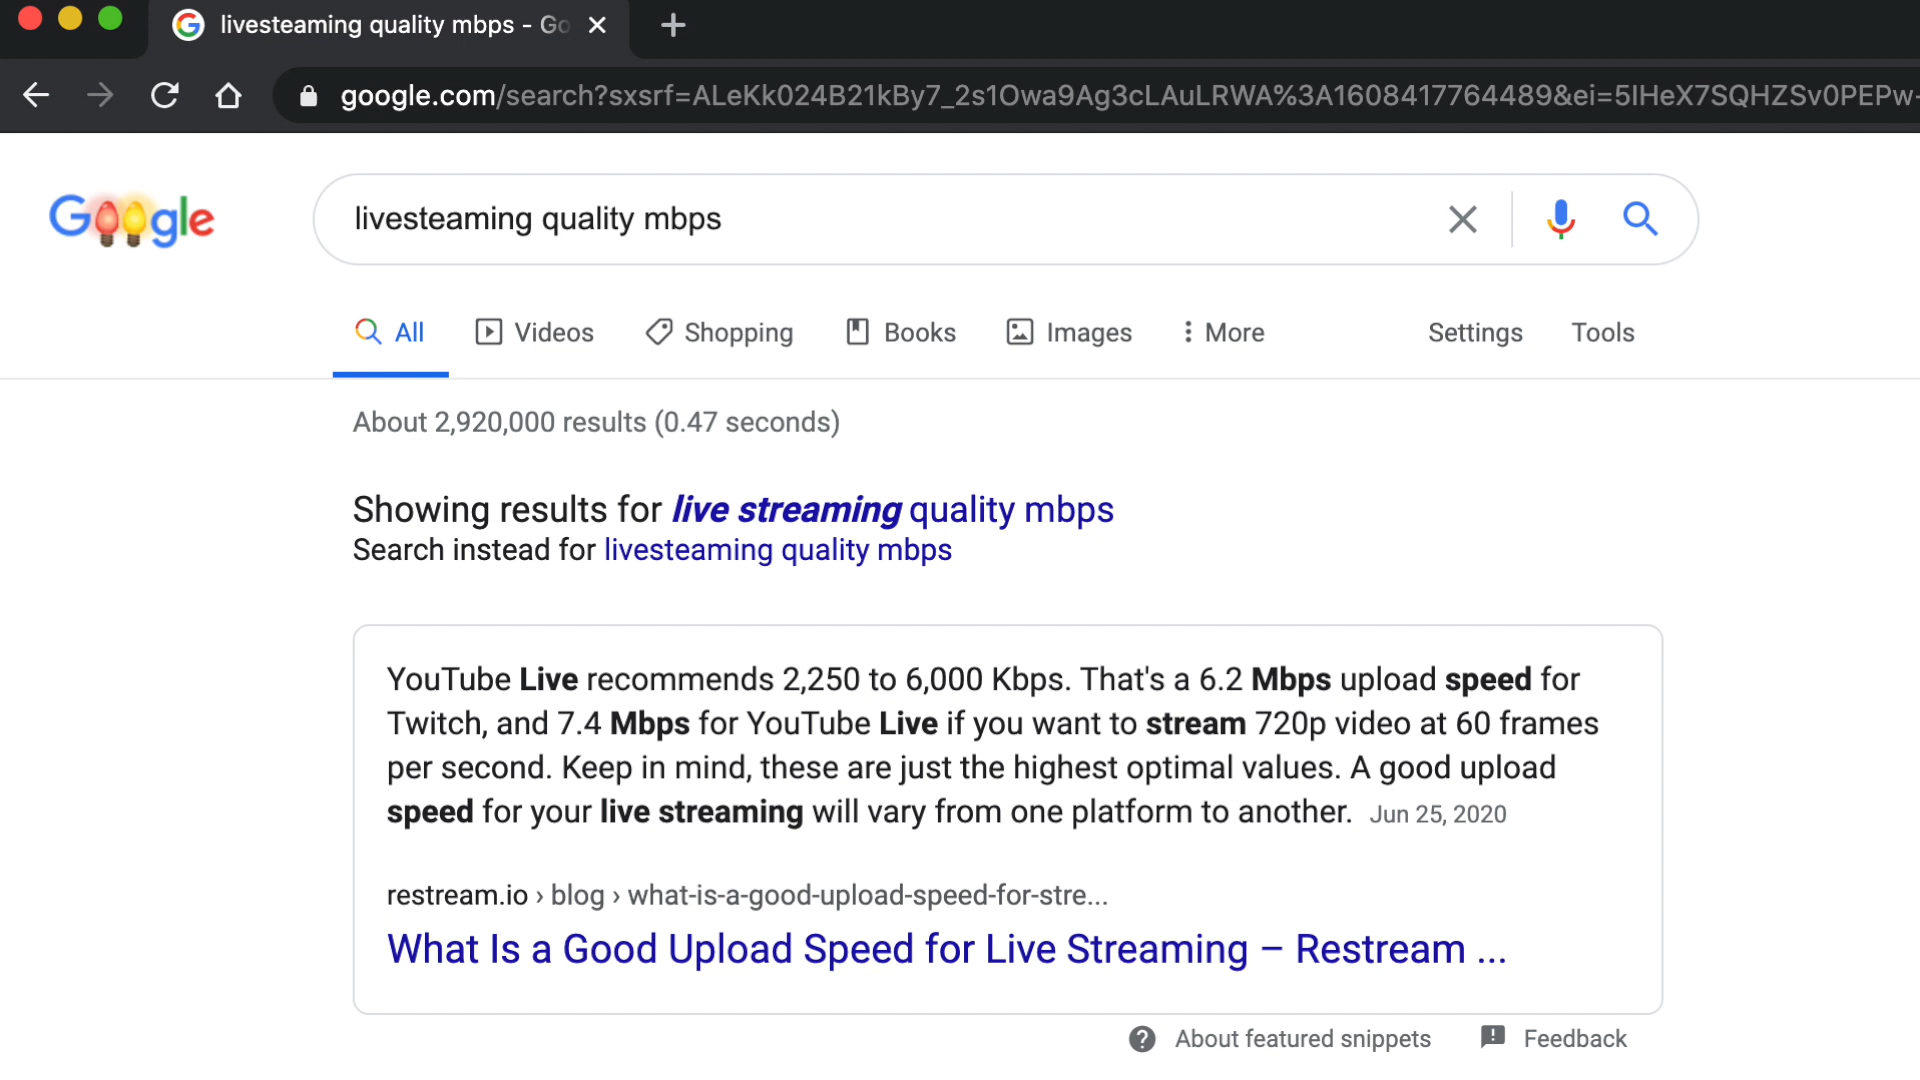 livesteaming quality mbps - Go
google.com/search?sxsrf=ALeKk024B21kBy7_2s1Owa9Ag3cLAuLRWA%3A1608417764489&ei=5IHeX7SQHZSv0PEPw-
Google
livesteaming quality mbps
All Videos Shopping Books Images More Settings Tools
About 2,920,000 results (0.47 seconds)
Showing results for live streaming quality mbps
Search instead for livesteaming quality mbps
YouTube Live recommends 2,250 to 6,000 Kbps. That's a 6.2 Mbps upload speed for
Twitch, and 7.4 Mbps for YouTube Live if you want to stream 720p video at 60 frames
per second. Keep in mind, these are just the highest optimal values. A good upload
speed for your live streaming will vary from one platform to another. Jun 25, 2020
restream.io › blog › what-is-a-good-upload-speed-for-stre...
What Is a Good Upload Speed for Live Streaming – Restream ...
About featured snippets Feedback